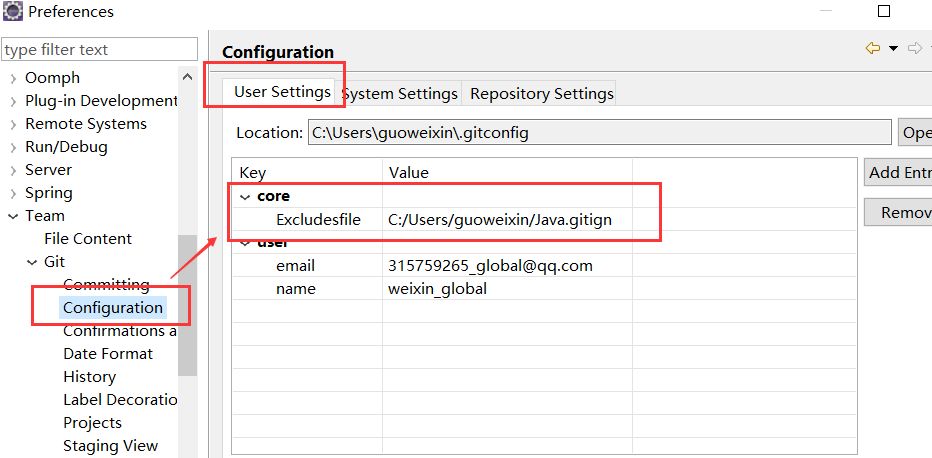 Preferences
type filter text
Oomph
Plug-in Development
Remote Systems
Run/Debug
Server
Spring
Team
File Content
Git
Committing
Configuration
Confirmations a
Date Format
History
Label Decoratio
Projects
Staging View
Configuration
User Settings
System Settings
Repository Settings
Location:
C:\Users\guoweixin\.gitconfig
Ope
Key
Value
Add Entr
Remov
core
Excludesfile
C:/Users/guoweixin/Java.gitign
user
email
315759265_global@qq.com
name
weixin_global